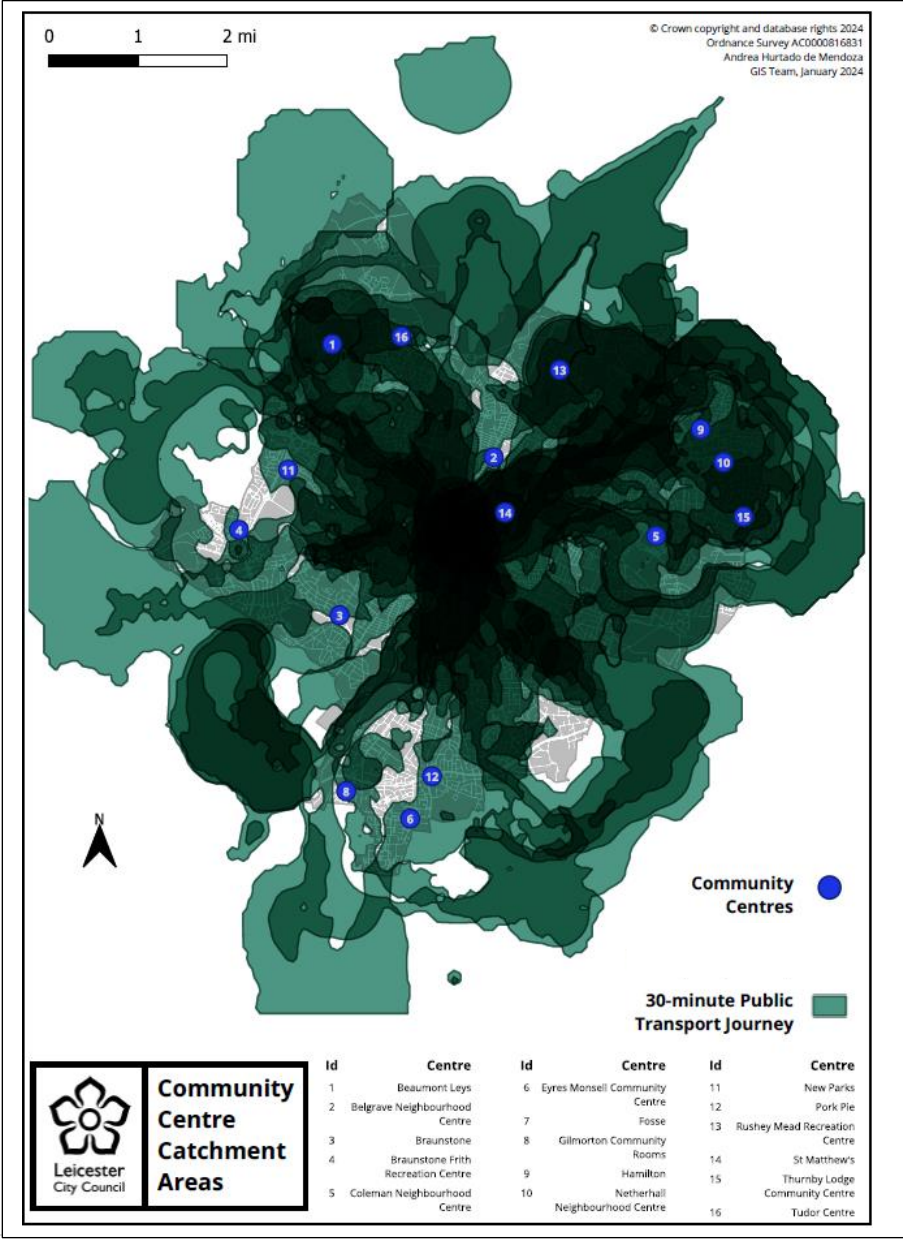 0 1 2 mi
© Crown copyright and database rights 2024
Ordnance Survey AC0000816831
Andrea Hurtado de Mendoza
GIS Team, January 2024
1
16
13
9
2
10
11
14
15
4
5
3
12
8
6
N
Community
Centres
30-minute Public
Transport Journey
Leicester
City Council
Community
Centre
Catchment
Areas
Id Centre
1 Beaumont Leys
2 Belgrave Neighbourhood
Centre
3 Braunstone
4 Braunstone Frith
Recreation Centre
5 Coleman Neighbourhood
Centre
Id Centre
6 Eyres Monsell Community
Centre
7 Fosse
8 Gilmorton Community
Rooms
9 Hamilton
10 Netherhall
Neighbourhood Centre
Id Centre
11 New Parks
12 Pork Pie
13 Rushey Mead Recreation
Centre
14 St Matthew's
15 Thurnby Lodge
Community Centre
16 Tudor Centre